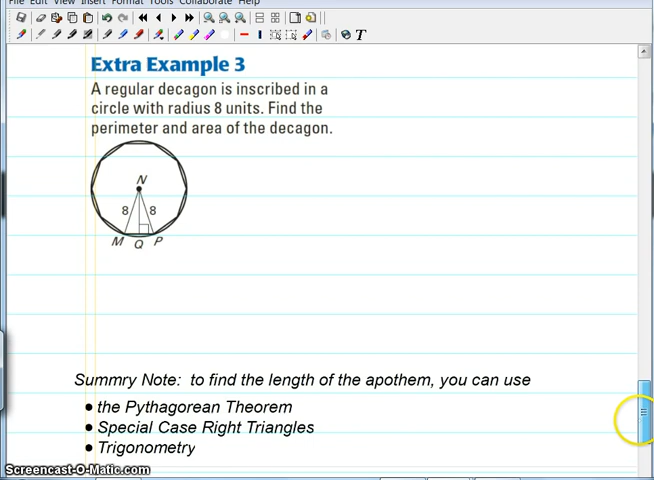 File Edit View Insert Format Tools Collaborate Help
T
Extra Example 3
A regular decagon is inscribed in a
circle with radius 8 units. Find the
perimeter and area of the decagon.
N
8 8
M Q P
Summry Note: to find the length of the apothem, you can use
• the Pythagorean Theorem
• Special Case Right Triangles
• Trigonometry
Screencast-O-Matic.com